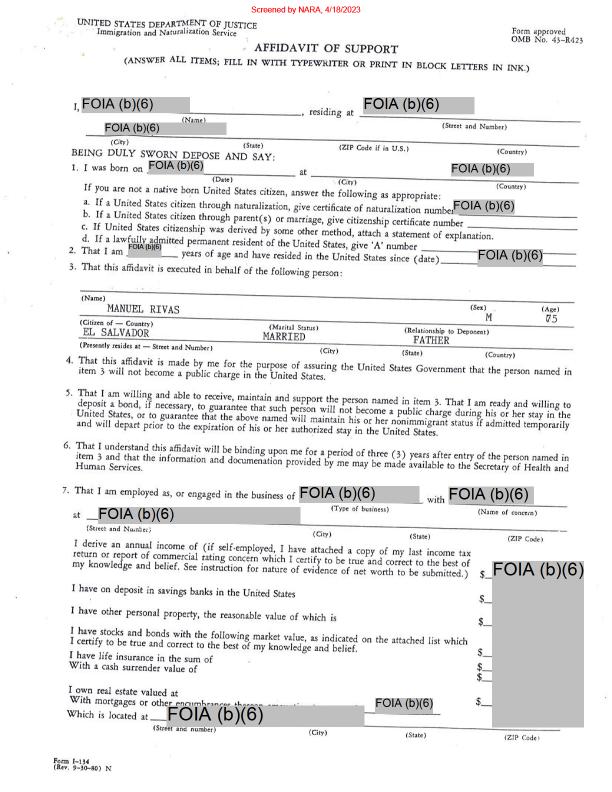 Screened by NARA, 4/18/2023
UNITED STATES DEPARTMENT OF JUSTICE
Immigration and Naturalization Service
Form approved
OMB No. 43-R423
AFFIDAVIT OF SUPPORT
(ANSWER ALL ITEMS; FILL IN WITH TYPEWRITER OR PRINT IN BLOCK LETTERS IN INK.)
I, FOIA (b)(6), residing at FOIA (b)(6)
(Name) (Street and Number)
FOIA (b)(6)
(City) (State) (ZIP Code if in U.S.) (Country)
BEING DULY SWORN DEPOSE AND SAY:
1. I was born on FOIA (b)(6) at FOIA (b)(6)
(Date) (City) (Country)
If you are not a native born United States citizen, answer the following as appropriate:
a. If a United States citizen through naturalization, give certificate of naturalization number FOIA (b)(6)
b. If a United States citizen through parent(s) or marriage, give citizenship certificate number
c. If United States citizenship was derived by some other method, attach a statement of explanation.
d. If a lawfully admitted permanent resident of the United States, give 'A' number
2. That I am FOIA (b)(6) years of age and have resided in the United States since (date) FOIA (b)(6)
3. That this affidavit is executed in behalf of the following person:
(Name) (Sex) (Age)
MANUEL RIVAS M 75
(Citizen of — Country) (Marital Status) (Relationship to Deponent)
EL SALVADOR MARRIED FATHER
(Presently resides at — Street and Number) (City) (State) (Country)
4. That this affidavit is made by me for the purpose of assuring the United States Government that the person named in
item 3 will not become a public charge in the United States.
5. That I am willing and able to receive, maintain and support the person named in item 3. That I am ready and willing to
deposit a bond, if necessary, to guarantee that such person will not become a public charge during his or her stay in the
United States, or to guarantee that the above named will maintain his or her nonimmigrant status if admitted temporarily
and will depart prior to the expiration of his or her authorized stay in the United States.
6. That I understand this affidavit will be binding upon me for a period of three (3) years after entry of the person named in
item 3 and that the information and documentation provided by me may be made available to the Secretary of Health and
Human Services.
7. That I am employed as, or engaged in the business of FOIA (b)(6) with FOIA (b)(6)
(Type of business) (Name of concern)
at FOIA (b)(6)
(Street and Number) (City) (State) (ZIP Code)
I derive an annual income of (if self-employed, I have attached a copy of my last income tax
return or report of commercial rating concern which I certify to be true and correct to the best of
my knowledge and belief. See instruction for nature of evidence of net worth to be submitted.) $ FOIA (b)(6)
I have on deposit in savings banks in the United States $
I have other personal property, the reasonable value of which is $
I have stocks and bonds with the following market value, as indicated on the attached list which
I certify to be true and correct to the best of my knowledge and belief. $
I have life insurance in the sum of $
With a cash surrender value of $
I own real estate valued at $
With mortgages or other encumbrances thereon FOIA (b)(6)
Which is located at FOIA (b)(6)
(Street and number) (City) (State) (ZIP Code)
Form I-134
(Rev. 9-30-80) N